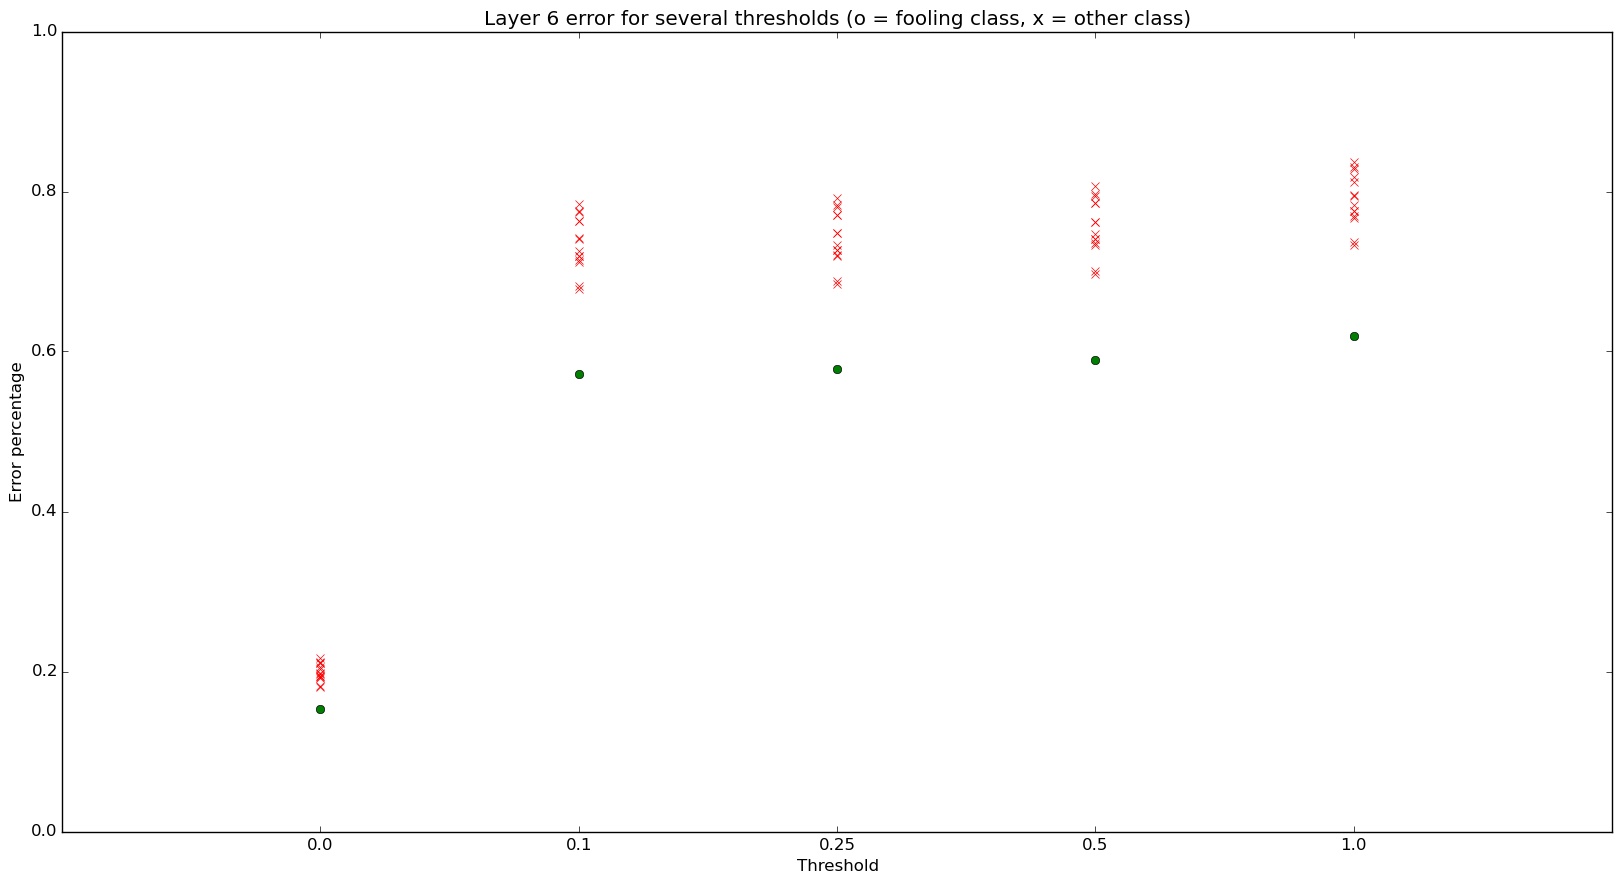 Layer 6 error for several thresholds (o = fooling class, x = other class)
1.0
0.8
0.6
0.4
0.2
0.0
Error percentage
0.0 0.1 0.25 0.5 1.0
Threshold